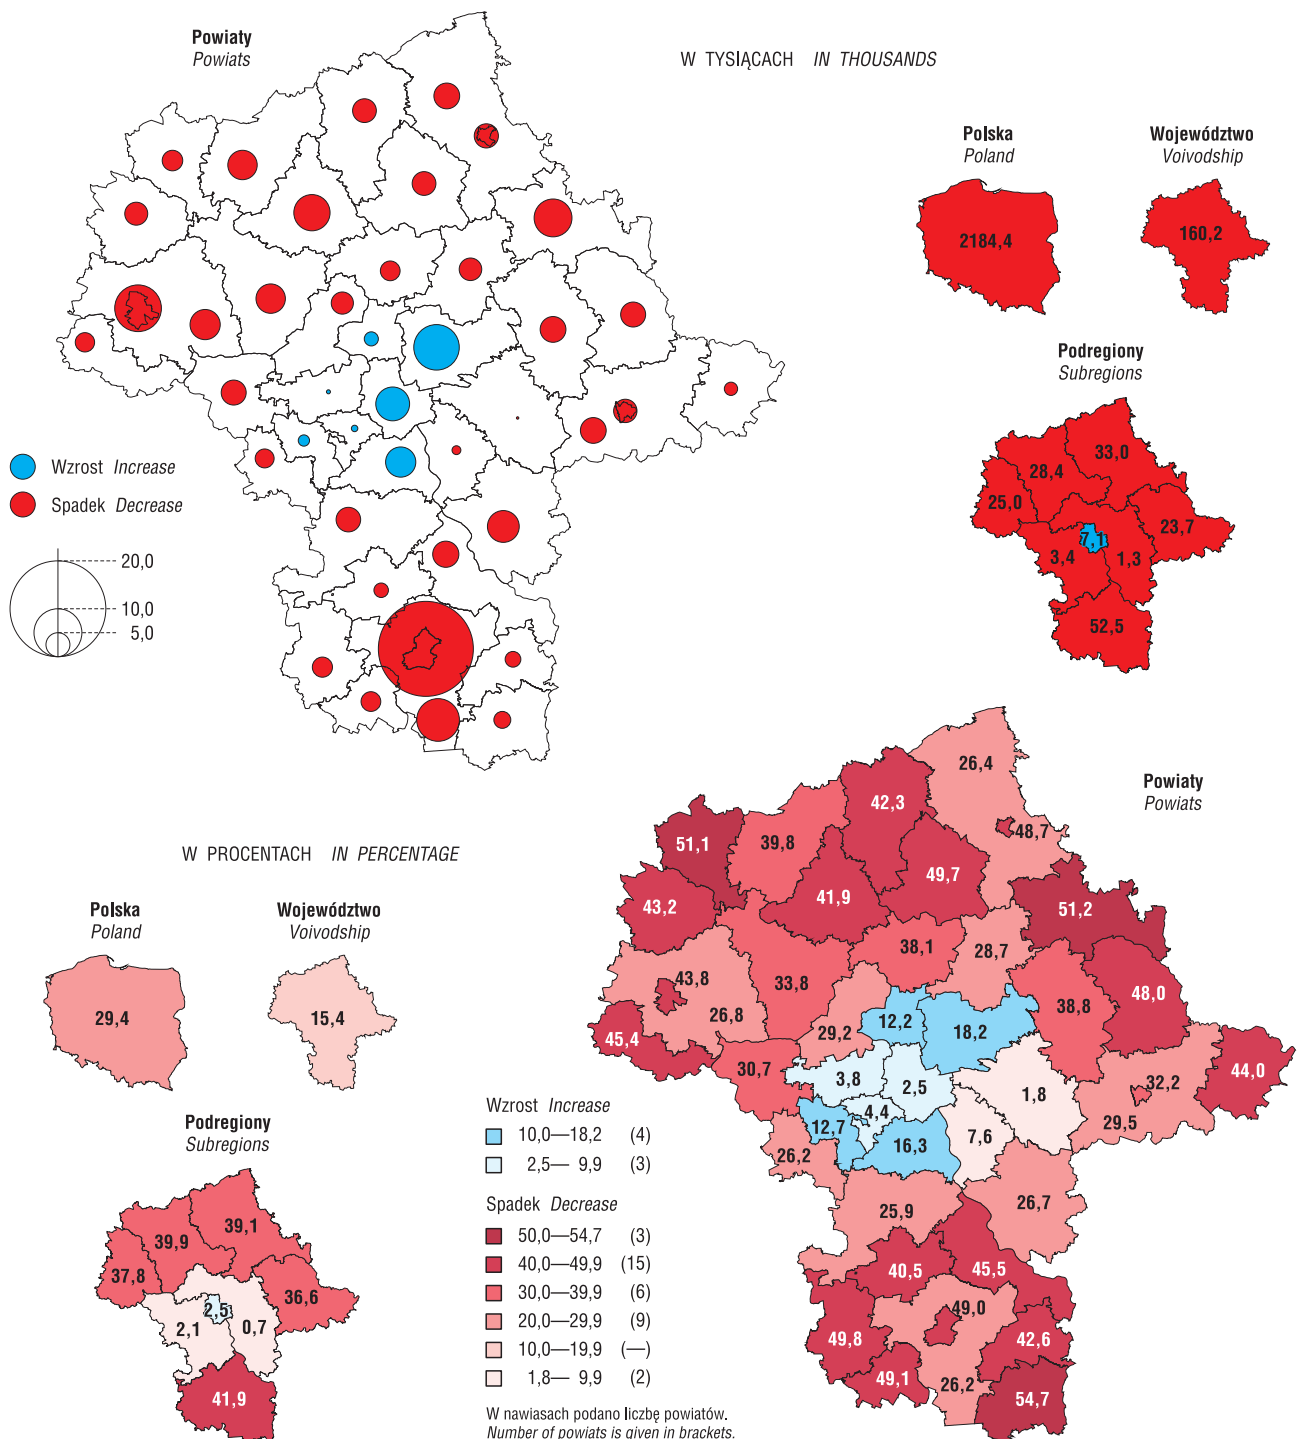 Powiaty
Powiats
W TYSIĄCACH IN THOUSANDS
Polska
Poland
Województwo
Voivodship
2184,4
160,2
Podregiony
Subregions
33,0
28,4
25,0
23,7
7,1
3,4
1,3
52,5
Wzrost Increase
Spadek Decrease
20,0
10,0
5,0
W PROCENTACH IN PERCENTAGE
Polska
Poland
Województwo
Voivodship
29,4
15,4
Podregiony
Subregions
39,1
39,9
37,8
36,6
2,5
2,1
0,7
41,9
Wzrost Increase
10,0—18,2 (4)
2,5— 9,9 (3)
Spadek Decrease
50,0—54,7 (3)
40,0—49,9 (15)
30,0—39,9 (6)
20,0—29,9 (9)
10,0—19,9 (—)
1,8— 9,9 (2)
W nawiasach podano liczbę powiatów.
Number of powiats is given in brackets.
Powiaty
Powiats
26,4
42,3
48,7
51,1
39,8
49,7
43,2
41,9
51,2
38,1
28,7
43,8
33,8
48,0
38,8
26,8
12,2
29,2
18,2
45,4
30,7
3,8
2,5
44,0
32,2
1,8
4,4
12,7
29,5
7,6
16,3
26,2
26,7
25,9
40,5
45,5
49,0
49,8
42,6
49,1
26,2
54,7